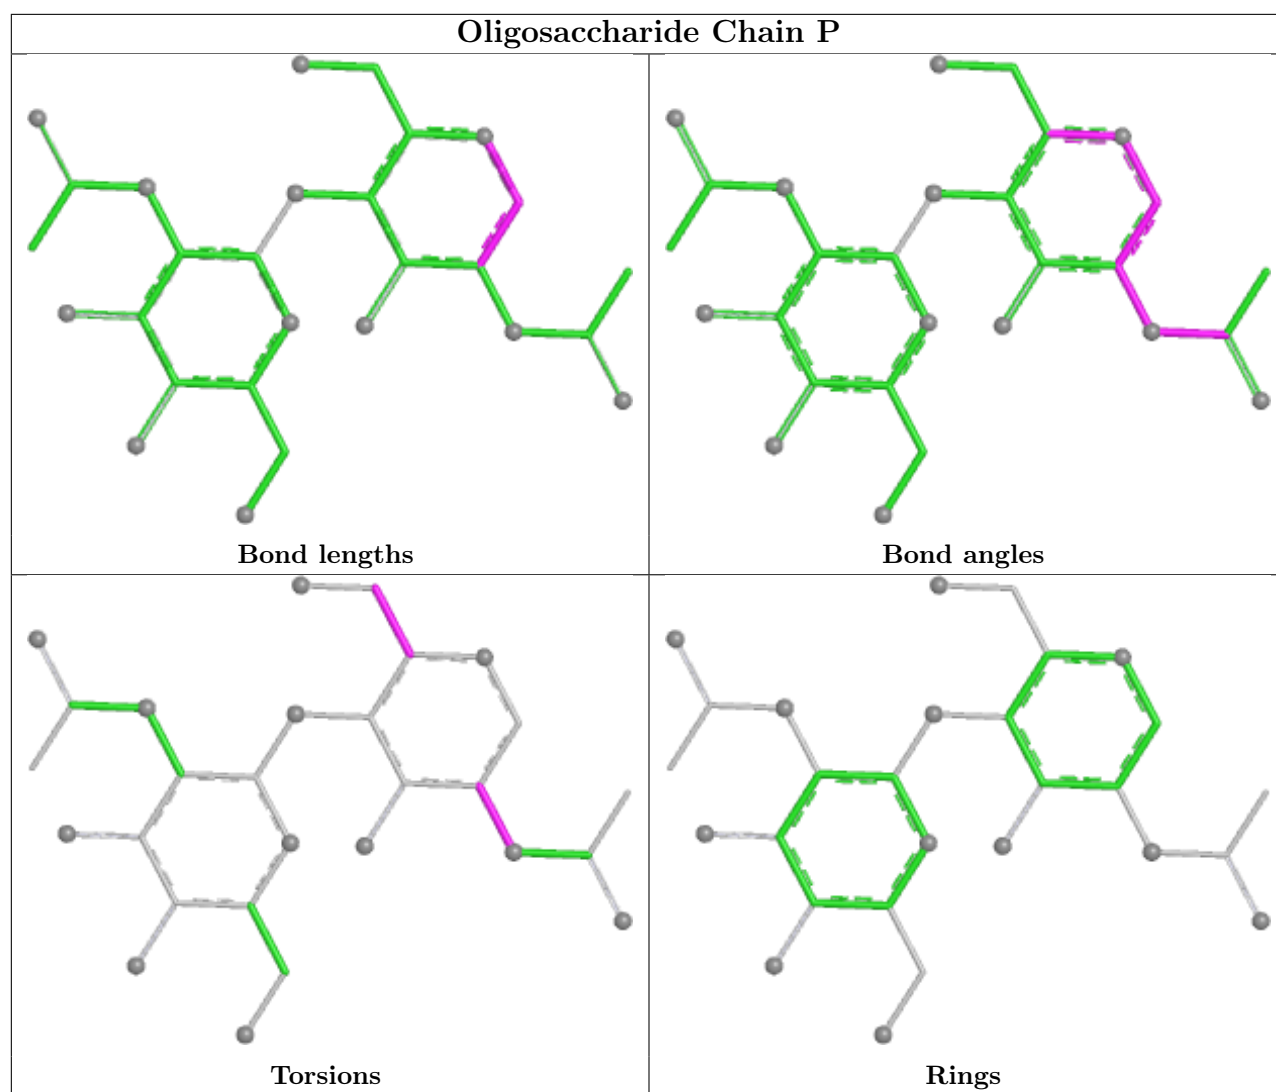 Oligosaccharide Chain P
Bond lengths
Bond angles
Torsions
Rings